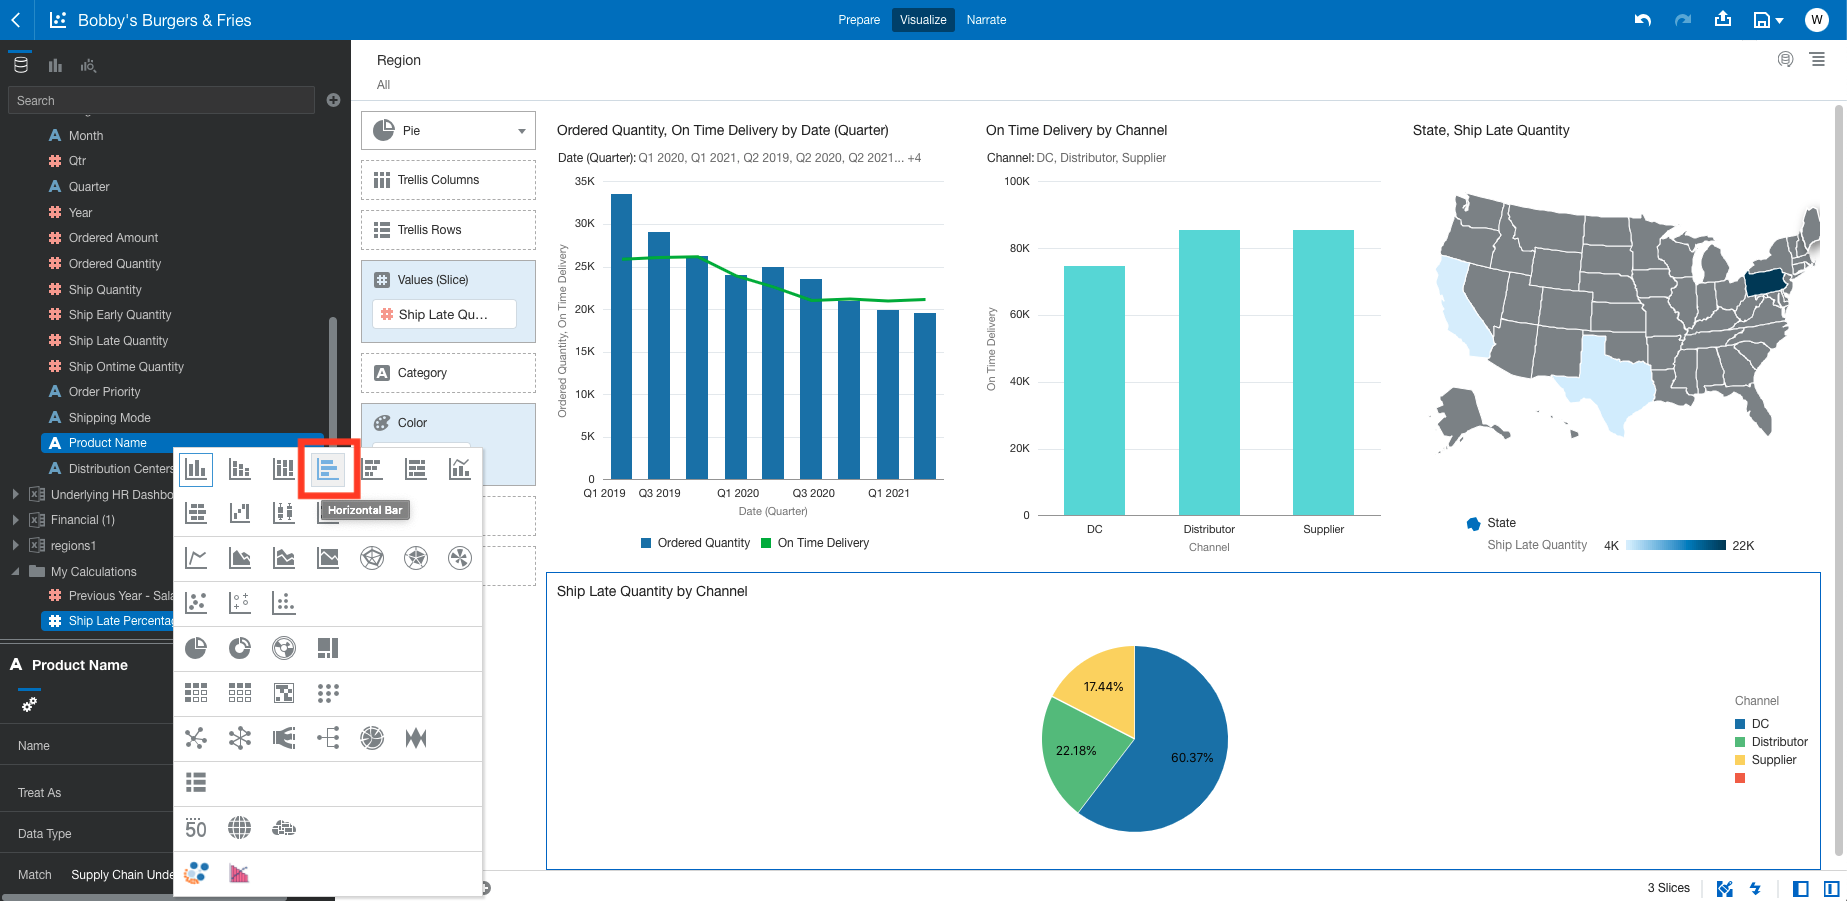 Bobby's Burgers & Fries
Prepare
Visualize
Narrate
W
Search
Month
Qtr
Quarter
Year
Ordered Amount
Ordered Quantity
Ship Quantity
Ship Early Quantity
Ship Late Quantity
Ship Ontime Quantity
Order Priority
Shipping Mode
Product Name
Distribution Centers
Underlying HR Dashbo
Financial (1)
regions1
My Calculations
Previous Year - Sala
Ship Late Percentag
Product Name
Name
Treat As
Data Type
Match Supply Chain Unde
Horizontal Bar
50
Region
All
Pie
Trellis Columns
Trellis Rows
Values (Slice)
Ship Late Qu...
Category
Color
Ordered Quantity, On Time Delivery by Date (Quarter)
Date (Quarter): Q1 2020, Q1 2021, Q2 2019, Q2 2020, Q2 2021... +4
Ordered Quantity, On Time Delivery
35K
30K
25K
20K
15K
10K
5K
0
Q1 2019 Q3 2019 Q1 2020 Q3 2020 Q1 2021
Date (Quarter)
Ordered Quantity On Time Delivery
On Time Delivery by Channel
Channel: DC, Distributor, Supplier
On Time Delivery
100K
80K
60K
40K
20K
0
DC Distributor Supplier
Channel
State, Ship Late Quantity
State
Ship Late Quantity 4K 22K
Ship Late Quantity by Channel
17.44%
22.18%
60.37%
Channel
DC
Distributor
Supplier
3 Slices